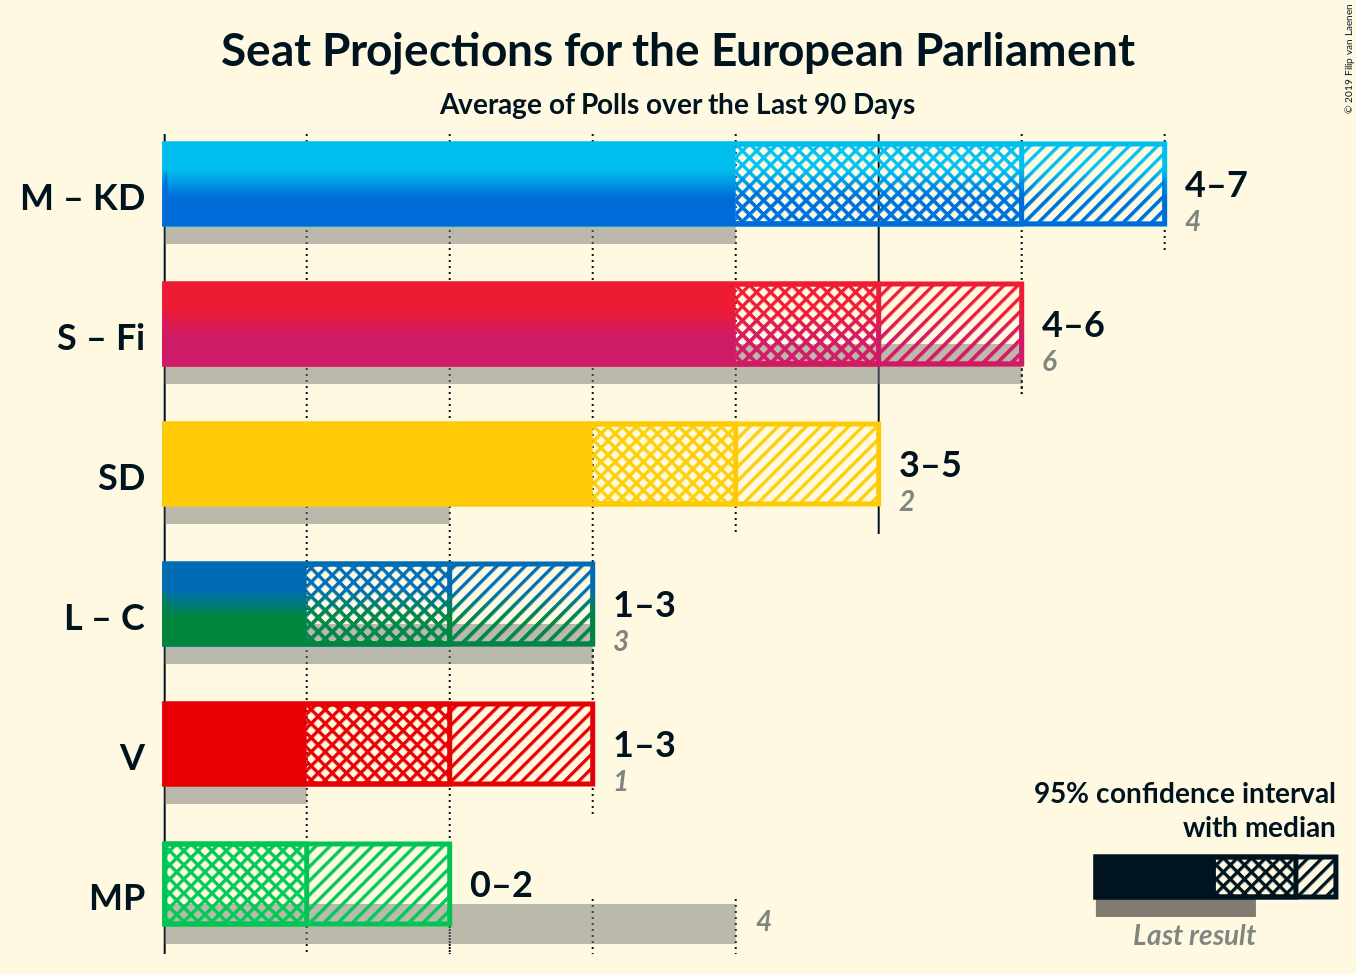 Seat Projections for the European Parliament
Average of Polls over the Last 90 Days
© 2019 Filip van Laenen
M – KD
4–7
4
S – Fi
4–6
6
SD
3–5
2
L – C
1–3
3
V
1–3
1
MP
0–2
4
95% confidence interval
with median
Last result